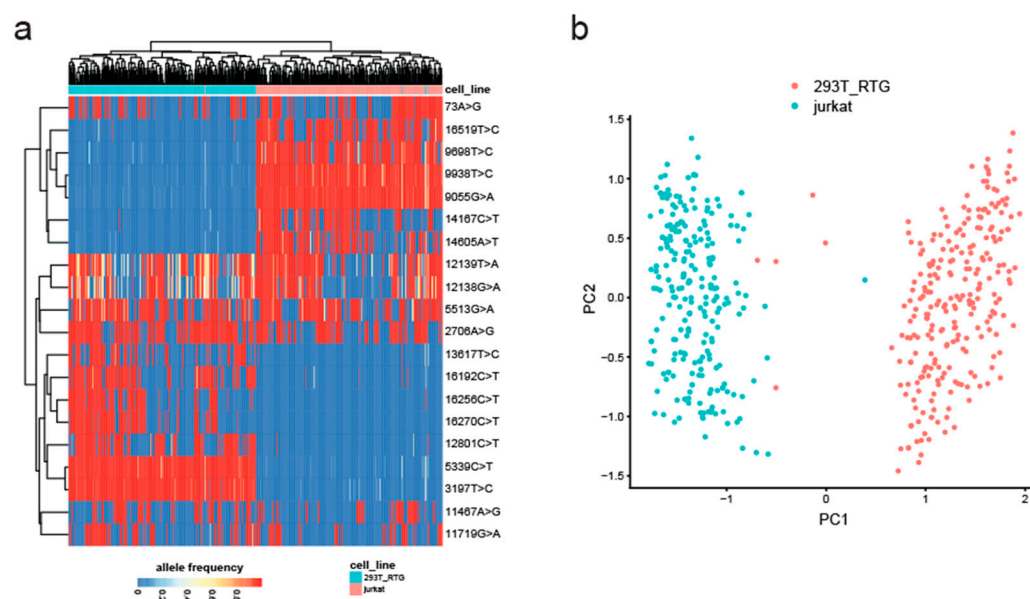 a
b
cell_line
73A>G
16519T>C
9698T>C
9938T>C
9055G>A
14167C>T
14605A>T
12139T>A
12138G>A
5513G>A
2706A>G
13617T>C
16192C>T
16256C>T
16270C>T
12801C>T
5339C>T
3197T>C
11467A>G
11719G>A
allele frequency
0
cell_line
293T_RTG
jurkat
293T_RTG
jurkat
1.5
1.0
0.5
0.0
−0.5
−1.0
−1.5
PC2
−1
0
1
2
PC1